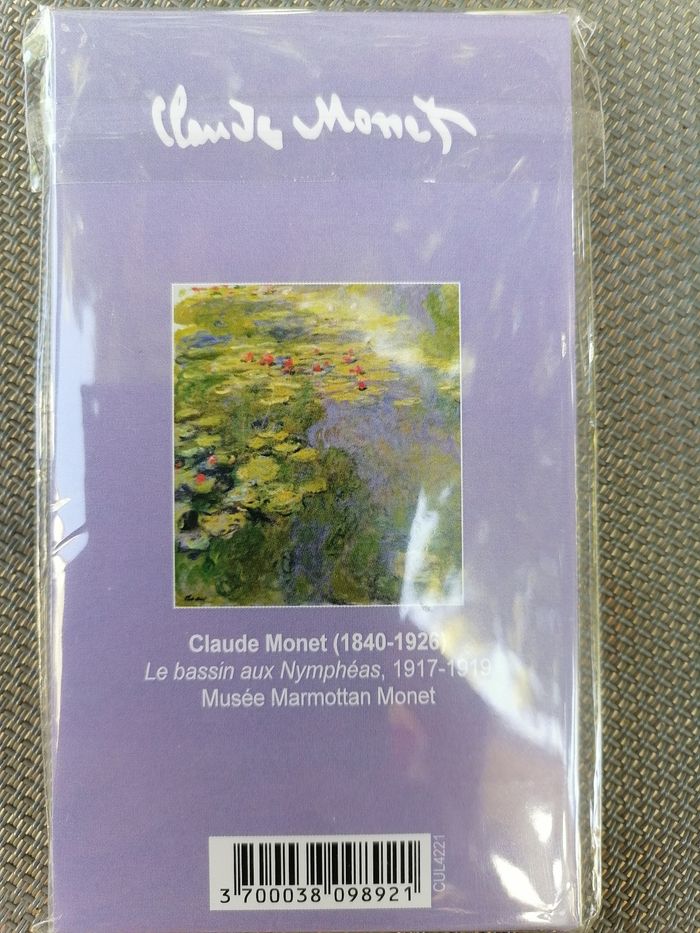 Claude Monet
Claude Monet (1840-1926)
Le bassin aux Nymphéas, 1917-1919
Musée Marmottan Monet
CUL4221
3 700038 098921